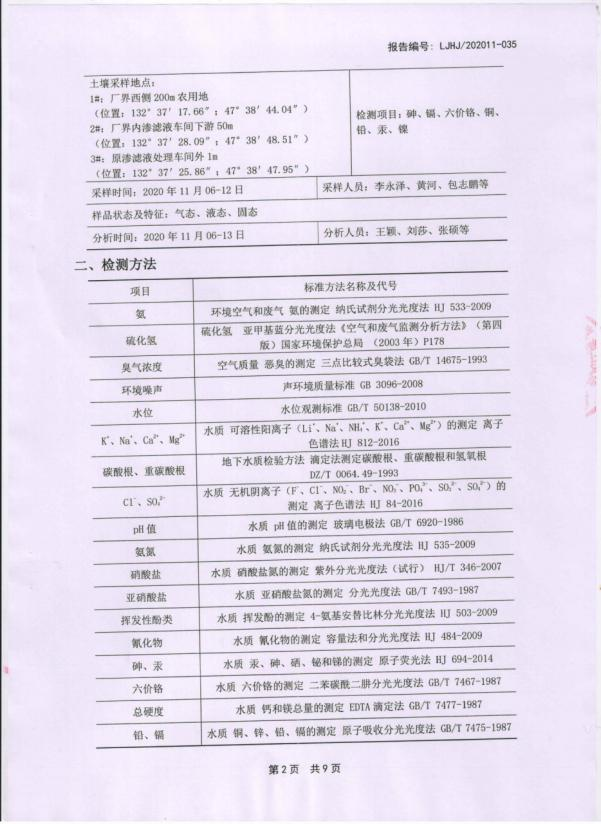 报告编号：LJHJ/202011-035
土壤采样地点：
1#：厂界西侧 200m 农用地
（位置：132° 37′ 17.66″；47° 38′ 44.04″）
2#：厂界内渗滤液车间下游 50m
（位置：132° 37′ 28.09″；47° 38′ 48.51″）
3#：原渗滤液处理车间外 1m
（位置：132° 37′ 25.86″；47° 38′ 47.95″）
检测项目：砷、镉、六价铬、铜、
铅、汞、镍
采样时间：2020 年 11 月 06-12 日
采样人员：李永泽、黄河、包志鹏等
样品状态及特征：气态、液态、固态
分析时间：2020 年 11 月 06-13 日
分析人员：王颖、刘莎、张硕等
二、检测方法
项目 标准方法名称及代号
氨 环境空气和废气 氨的测定 纳氏试剂分光光度法 HJ 533-2009
硫化氢 硫化氢 亚甲基蓝分光光度法《空气和废气监测分析方法》（第四
版）国家环境保护总局 （2003 年）P178
臭气浓度 空气质量 恶臭的测定 三点比较式臭袋法 GB/T 14675-1993
环境噪声 声环境质量标准 GB 3096-2008
水位 水位观测标准 GB/T 50138-2010
K⁺、Na⁺、Ca²⁺、Mg²⁺ 水质 可溶性阳离子（Li⁺、Na⁺、NH₄⁺、K⁺、Ca²⁺、Mg²⁺）的测定 离子
色谱法 HJ 812-2016
碳酸根、重碳酸根 地下水质检验方法 滴定法测定碳酸根、重碳酸根和氢氧根
DZ/T 0064.49-1993
Cl⁻、SO₄²⁻ 水质 无机阴离子（F⁻、Cl⁻、NO₂⁻、Br⁻、NO₃⁻、PO₄³⁻、SO₃²⁻、SO₄²⁻）的
测定 离子色谱法 HJ 84-2016
pH 值 水质 pH 值的测定 玻璃电极法 GB/T 6920-1986
氨氮 水质 氨氮的测定 纳氏试剂分光光度法 HJ 535-2009
硝酸盐 水质 硝酸盐氮的测定 紫外分光光度法（试行） HJ/T 346-2007
亚硝酸盐 水质 亚硝酸盐氮的测定 分光光度法 GB/T 7493-1987
挥发性酚类 水质 挥发酚的测定 4-氨基安替比林分光光度法 HJ 503-2009
氰化物 水质 氰化物的测定 容量法和分光光度法 HJ 484-2009
砷、汞 水质 汞、砷、硒、铋和锑的测定 原子荧光法 HJ 694-2014
六价铬 水质 六价铬的测定 二苯碳酰二肼分光光度法 GB/T 7467-1987
总硬度 水质 钙和镁总量的测定 EDTA 滴定法 GB/T 7477-1987
铅、镉 水质 铜、锌、铅、镉的测定 原子吸收分光光度法 GB/T 7475-1987
第 2 页 共 9 页